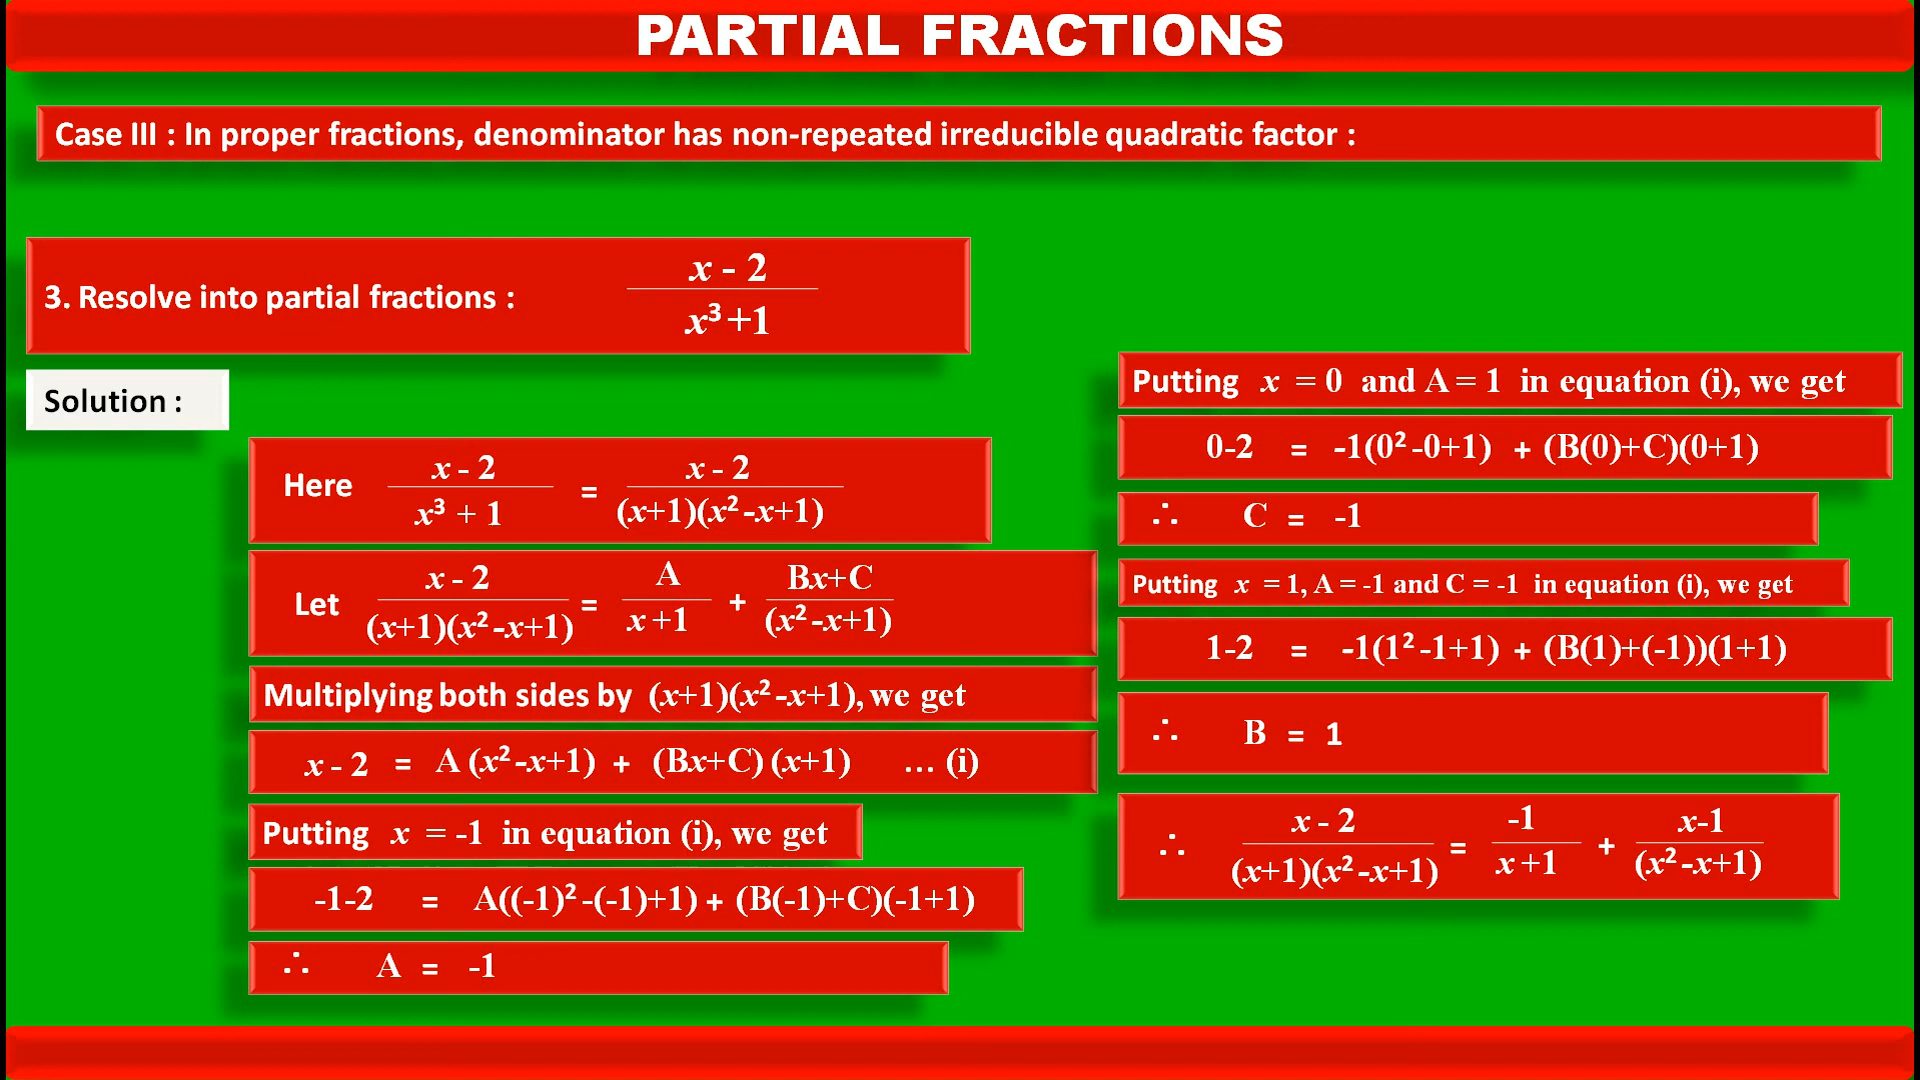 PARTIAL FRACTIONS
Case III : In proper fractions, denominator has non-repeated irreducible quadratic factor :
3. Resolve into partial fractions :
x - 2
x³ +1
Solution :
Here
x - 2
x³ + 1
=
x - 2
(x+1)(x² -x+1)
Let
x - 2
(x+1)(x² -x+1)
=
A
x +1
+
Bx+C
(x² -x+1)
Multiplying both sides by (x+1)(x² -x+1), we get
x - 2 = A (x² -x+1) + (Bx+C) (x+1) … (i)
Putting x = -1 in equation (i), we get
-1-2 = A((-1)² -(-1)+1) + (B(-1)+C)(-1+1)
∴ A = -1
Putting x = 0 and A = 1 in equation (i), we get
0-2 = -1(0² -0+1) + (B(0)+C)(0+1)
∴ C = -1
Putting x = 1, A = -1 and C = -1 in equation (i), we get
1-2 = -1(1² -1+1) + (B(1)+(-1))(1+1)
∴ B = 1
∴
x - 2
(x+1)(x² -x+1)
=
-1
x +1
+
x-1
(x² -x+1)